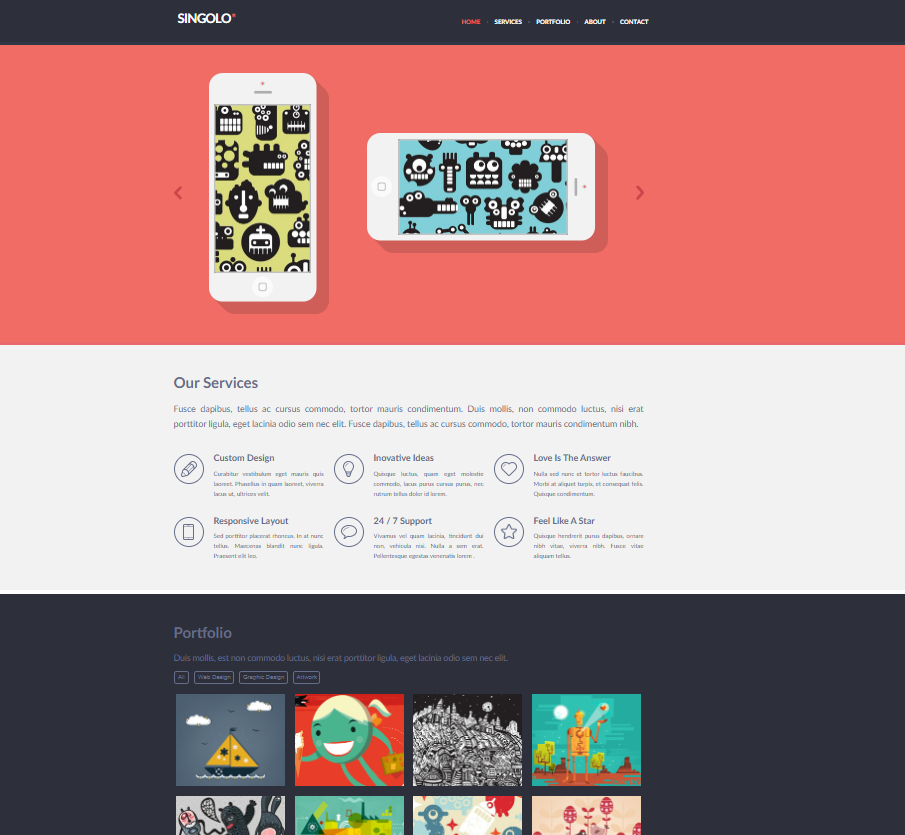 SINGOLO*
HOME SERVICES PORTFOLIO ABOUT CONTACT
Our Services
Fusce dapibus, tellus ac cursus commodo, tortor mauris condimentum. Duis mollis, non commodo luctus, nisi erat
porttitor ligula, eget lacinia odio sem nec elit. Fusce dapibus, tellus ac cursus commodo, tortor mauris condimentum nibh.
Custom Design
Curabitur vestibulum eget mauris quis
laoreet. Phasellus in quam laoreet, viverra
lacus at, ultrices velit.
Inovative Ideas
Quisque luctus, quam eget molestie
commodo, lacus purus cursus purus, nec
rutrum tellus dolor id lorem.
Love Is The Answer
Nulla sed nunc et tortor luctus faucibus.
Morbi at aliquet turpis, et consequat felis.
Quisque condimentum.
Responsive Layout
Sed porttitor placerat rhoncus. In at nunc
tellus. Maecenas blandit nunc ligula.
Praesent elit leo.
24 / 7 Support
Vivamus vel quam lacinia, tincidunt dui
non, vehicula nisi. Nulla a sem erat.
Pellentesque egestas venenatis lorem .
Feel Like A Star
Quisque hendrerit purus dapibus, ornare
nibh vitae, viverra nibh. Fusce vitae
aliquam tellus.
Portfolio
Duis mollis, est non commodo luctus, nisi erat porttitor ligula, eget lacinia odio sem nec elit.
All Web Design Graphic Design Artwork